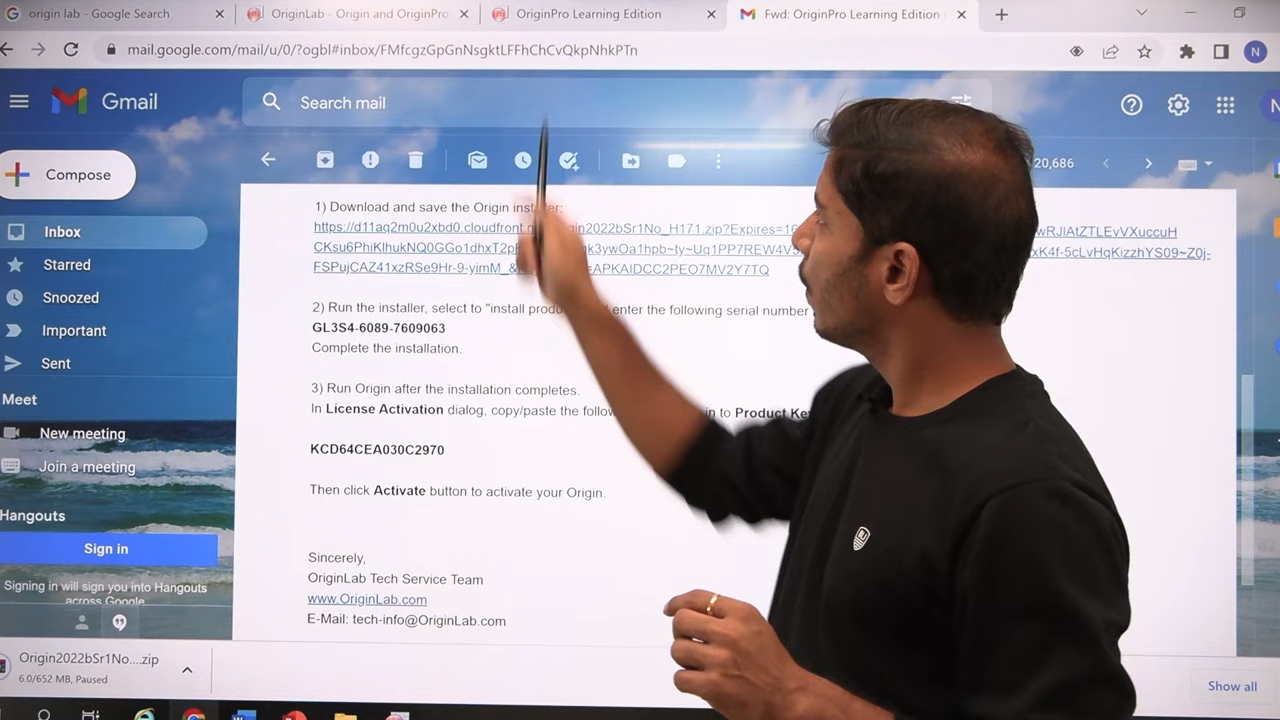 origin lab - Google Search
OriginLab - Origin and OriginPro
OriginPro Learning Edition
Fwd: OriginPro Learning Edition
mail.google.com/mail/u/0/?ogbl#inbox/FMfcgzGpGnNsgktLFFhChCvQkpNhkPTn
N
Gmail
Search mail
N
Compose
20,686
Inbox
Starred
Snoozed
Important
Sent
Meet
New meeting
Join a meeting
Hangouts
Sign in
Signing in will sign you into Hangouts
across Google
1) Download and save the Origin
https://d11aq2m0u2xbd0.cloudfront
2) Run the installer, select to "install enter the following serial number
GL3S4-6089-7609063
Complete the installation.
3) Run Origin after the installation completes.
In License Activation dialog, copy/paste the to Product
KCD64CEA030C2970
Then click Activate button to activate your Origin.
Sincerely,
OriginLab Tech Service Team
www.OriginLab.com
E-Mail: tech-info@OriginLab.com
Origin2022bSr1No....zip
6.0/652 MB, Paused
Show all